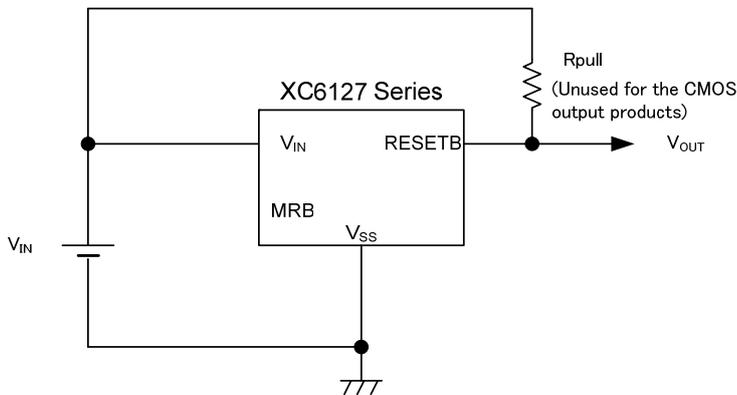 Rpull
XC6127 Series
(Unused for the CMOS
output products)
VIN
RESETB
VOUT
MRB
VSS
VIN